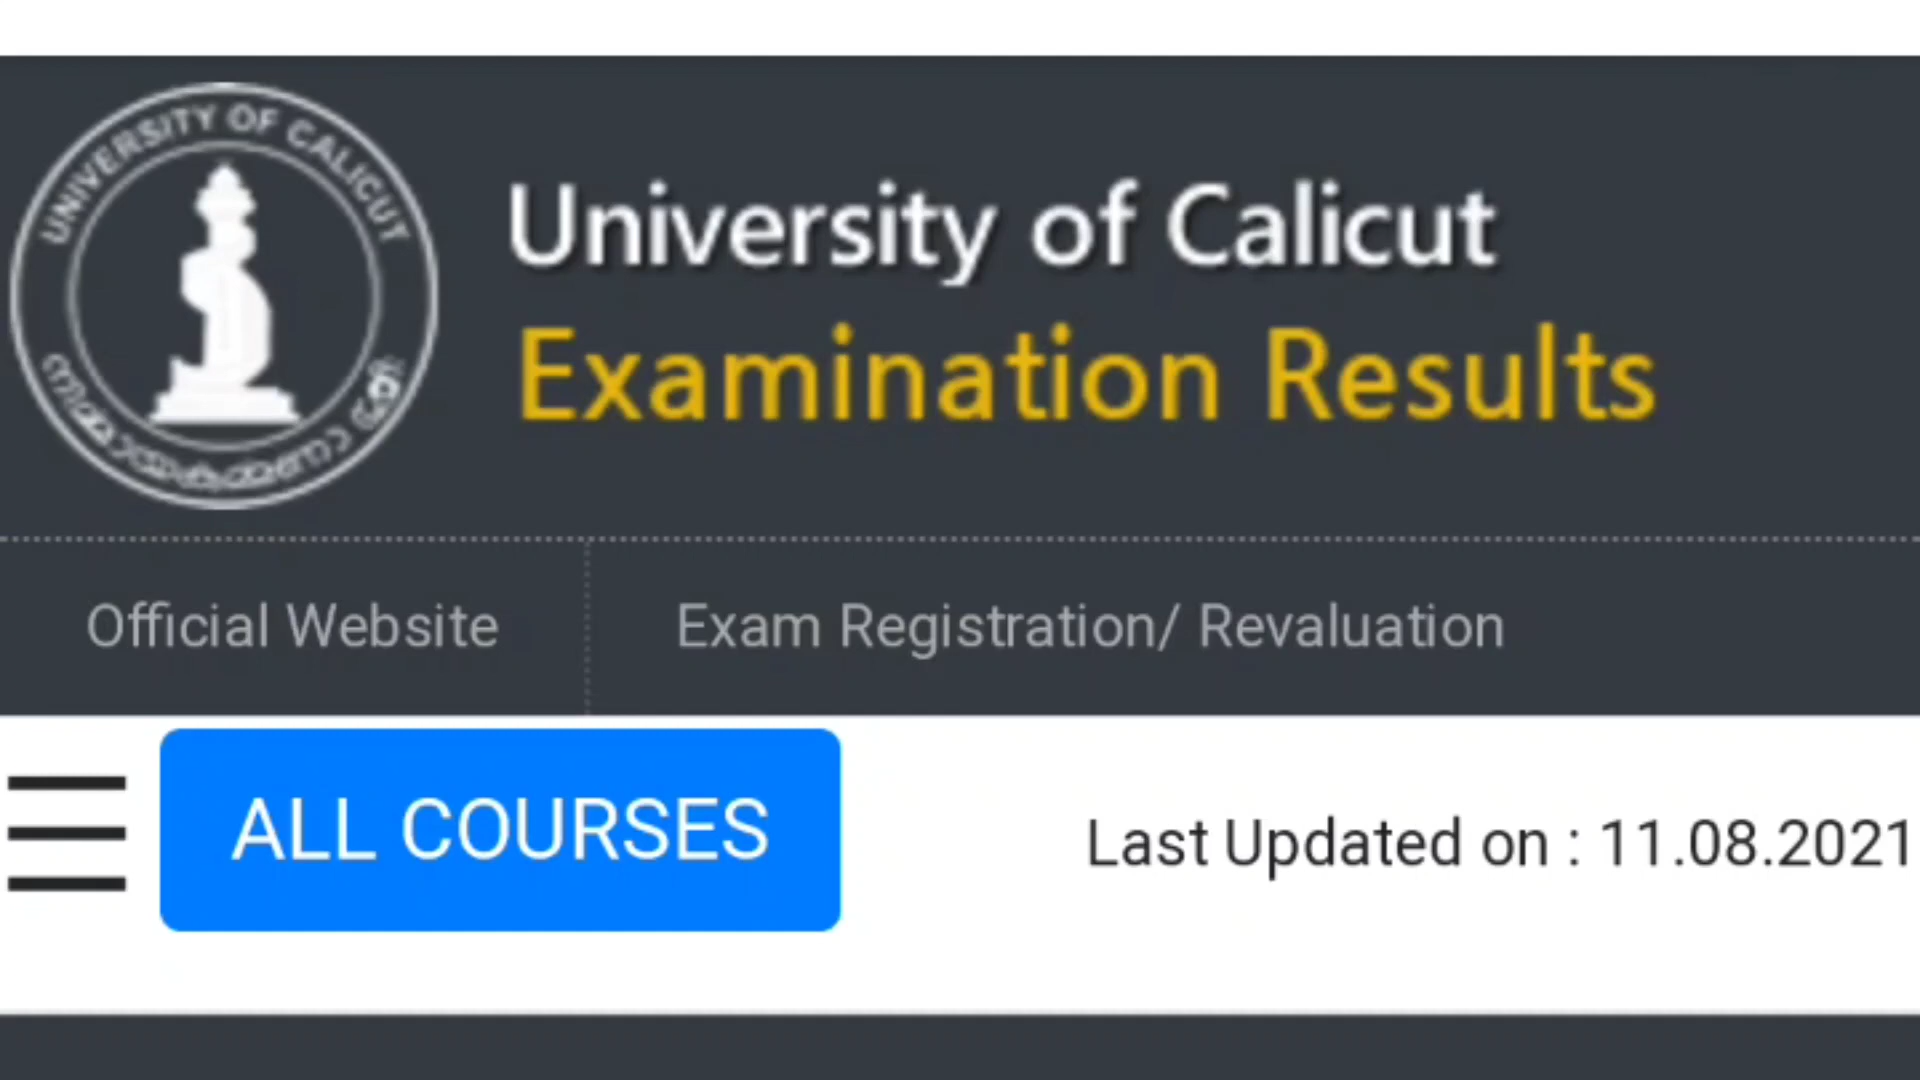 UNIVERSITY OF CALICUT
University of Calicut
Examination Results
Official Website
Exam Registration/ Revaluation
ALL COURSES
Last Updated on : 11.08.2021